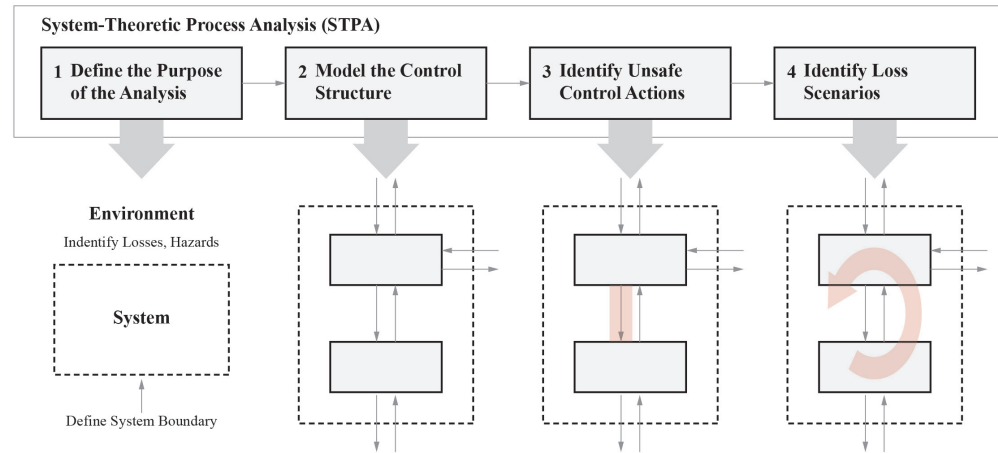 System-Theoretic Process Analysis (STPA)
1 Define the Purpose
of the Analysis
2 Model the Control
Structure
3 Identify Unsafe
Control Actions
4 Identify Loss
Scenarios
Environment
Indentify Losses, Hazards
System
Define System Boundary